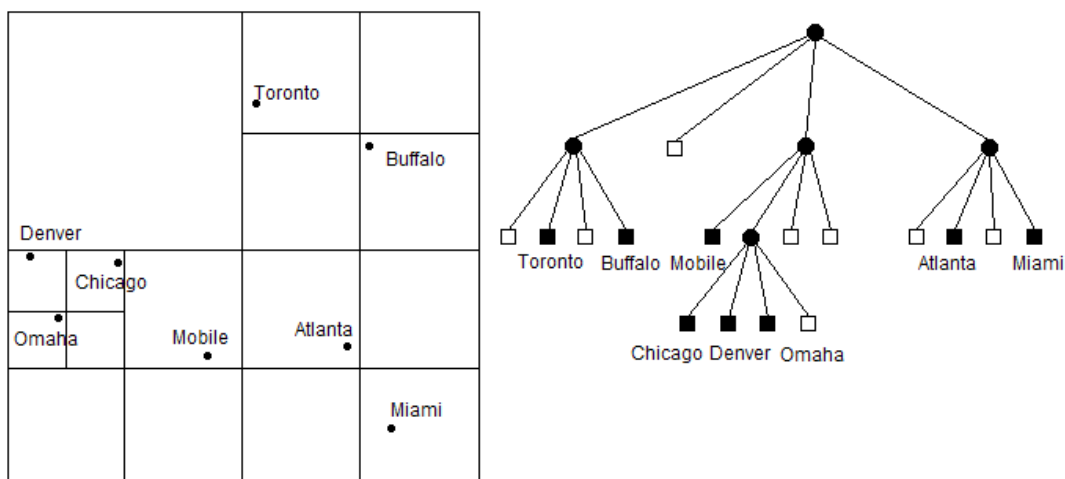 Toronto
Buffalo
Denver
Chicago
Omaha
Mobile
Atlanta
Miami
Toronto Buffalo Mobile Atlanta Miami
Chicago Denver Omaha